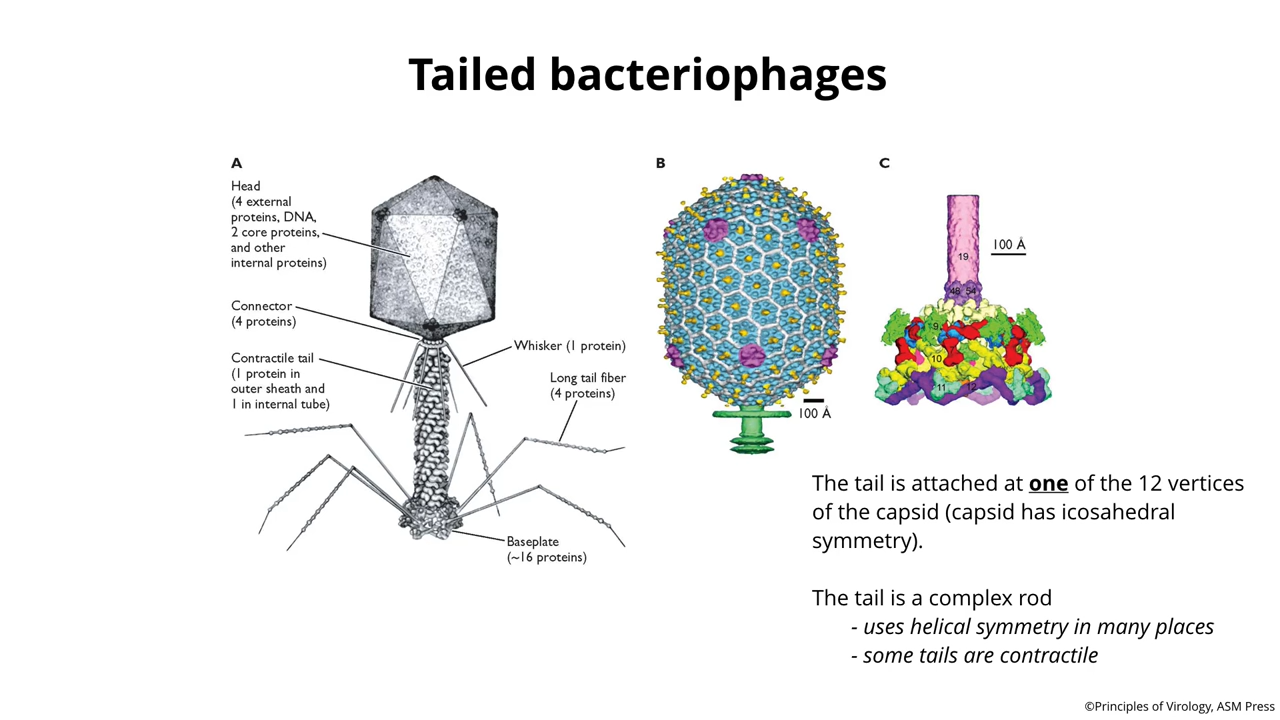 Tailed bacteriophages
A
Head
(4 external
proteins, DNA,
2 core proteins,
and other
internal proteins)
Connector
(4 proteins)
Contractile tail
(1 protein in
outer sheath and
1 in internal tube)
Whisker (1 protein)
Long tail fiber
(4 proteins)
Baseplate
(~16 proteins)
B
100 Å
C
100 Å
19
48 54
9
10
11
12
The tail is attached at one of the 12 vertices
of the capsid (capsid has icosahedral
symmetry).
The tail is a complex rod
- uses helical symmetry in many places
- some tails are contractile
©Principles of Virology, ASM Press